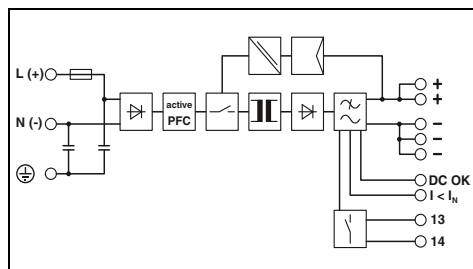 L (+)
N (-)
active
PFC
+
+
–
–
–
DC OK
I < I_N
13
14